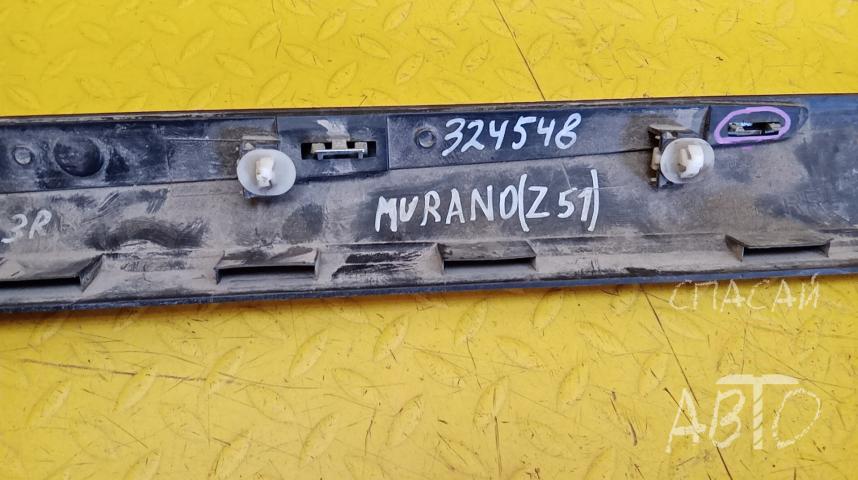 324548
MURANO(Z51)
3R
СПАСАЙ
АВТО